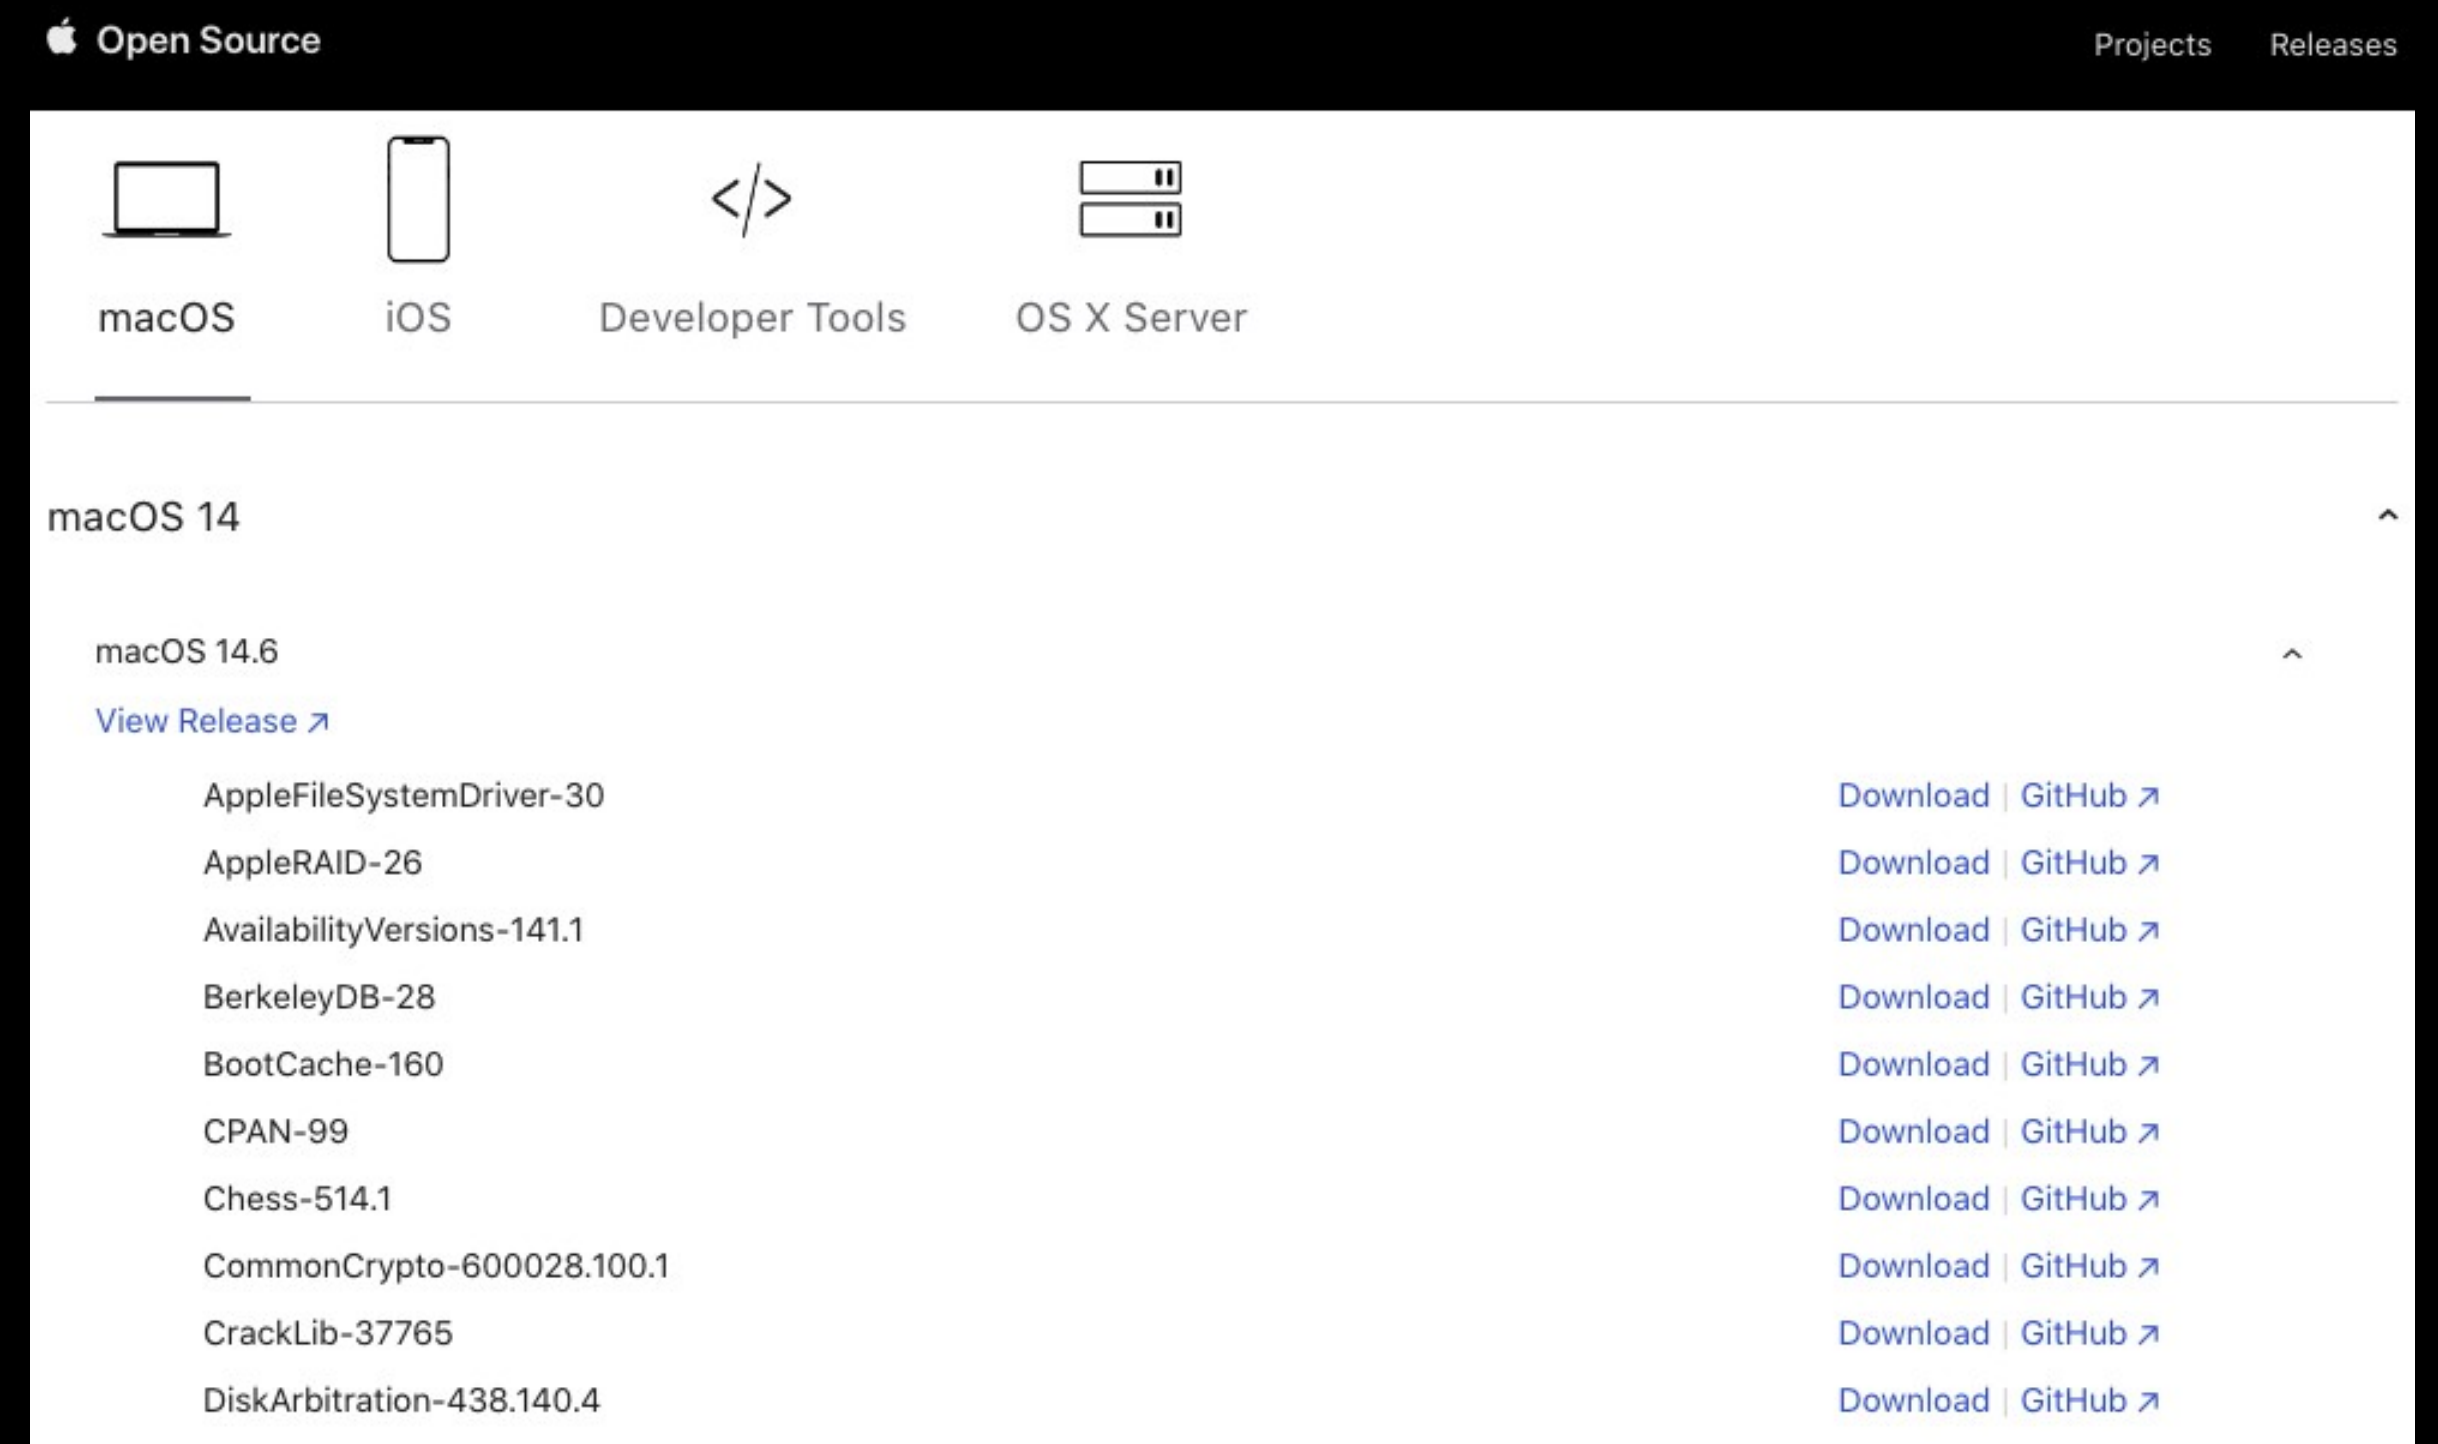 Open Source
Projects Releases
macOS iOS Developer Tools OS X Server
macOS 14
macOS 14.6
View Release ↗
AppleFileSystemDriver-30 Download | GitHub ↗
AppleRAID-26 Download | GitHub ↗
AvailabilityVersions-141.1 Download | GitHub ↗
BerkeleyDB-28 Download | GitHub ↗
BootCache-160 Download | GitHub ↗
CPAN-99 Download | GitHub ↗
Chess-514.1 Download | GitHub ↗
CommonCrypto-600028.100.1 Download | GitHub ↗
CrackLib-37765 Download | GitHub ↗
DiskArbitration-438.140.4 Download | GitHub ↗